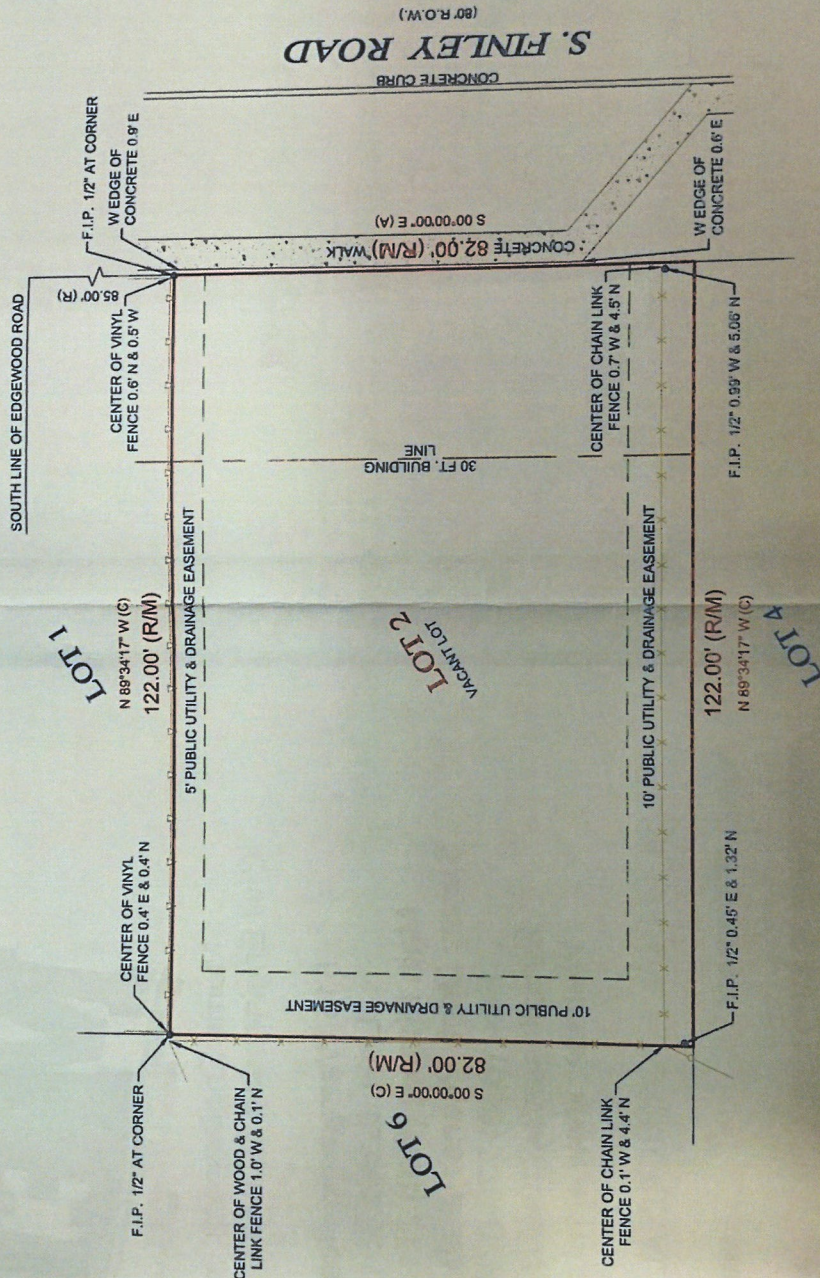 (80' R.O.W.)
S. FINLEY ROAD
CONCRETE CURB
F.I.P. 1/2" AT CORNER
W EDGE OF
CONCRETE 0.9' E
S 00°00'00" E (A)
CONCRETE 82.00' (R/M) WALK
W EDGE OF
CONCRETE 0.6' E
SOUTH LINE OF EDGEWOOD ROAD
85.00' (R)
CENTER OF VINYL
FENCE 0.6' N & 0.5' W
CENTER OF CHAIN LINK
FENCE 0.7' W & 4.5' N
F.I.P. 1/2" 0.99' W & 5.06' N
30 FT. BUILDING
LINE
LOT 1
N 89°34'17" W (C)
122.00' (R/M)
5' PUBLIC UTILITY & DRAINAGE EASEMENT
LOT 2
VACANT LOT
10' PUBLIC UTILITY & DRAINAGE EASEMENT
122.00' (R/M)
N 89°34'17" W (C)
LOT 4
CENTER OF VINYL
FENCE 0.4' E & 0.4' N
10' PUBLIC UTILITY & DRAINAGE EASEMENT
F.I.P. 1/2" 0.45' E & 1.32' N
F.I.P. 1/2" AT CORNER
82.00' (R/M)
S 00°00'00" E (C)
CENTER OF WOOD & CHAIN
LINK FENCE 1.0' W & 0.1' N
LOT 6
CENTER OF CHAIN LINK
FENCE 0.1' W & 4.4' N